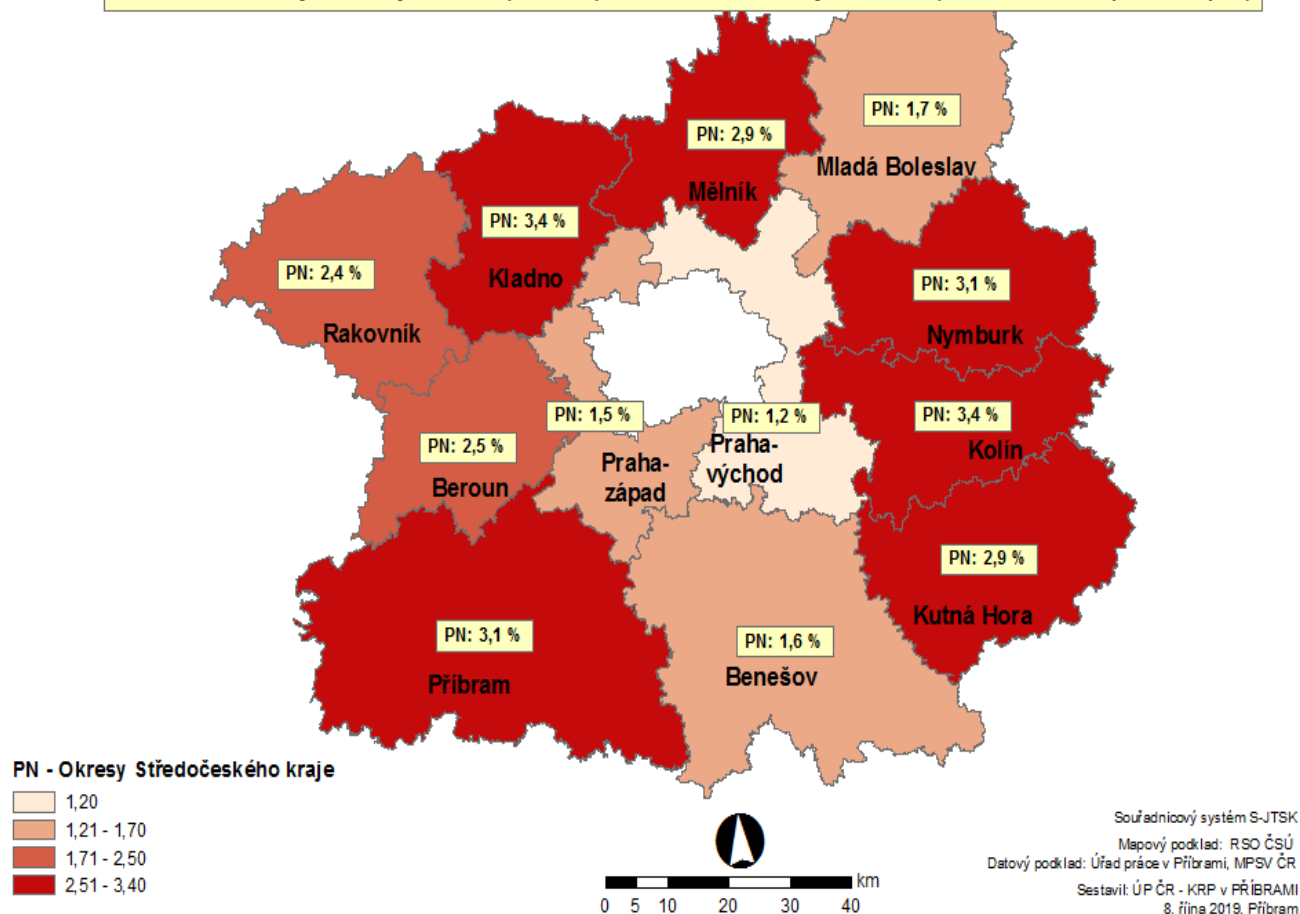 PN: 1,7 %
PN: 2,9 %
Mladá Boleslav
Mělník
PN: 3,4 %
Kladno
PN: 2,4 %
Rakovník
PN: 3,1 %
Nymburk
PN: 1,5 %
PN: 1,2 %
PN: 3,4 %
Kolín
PN: 2,5 %
Beroun
Praha-
západ
Praha-
východ
PN: 2,9 %
Kutná Hora
PN: 3,1 %
Příbram
PN: 1,6 %
Benešov
PN - Okresy Středočeského kraje
1,20
1,21 - 1,70
1,71 - 2,50
2,51 - 3,40
km
0 5 10 20 30 40
Souřadnicový systém S-JTSK
Mapový podklad: RSO ČSÚ
Datový podklad: Úřad práce v Příbrami, MPSV ČR
Sestavil: ÚP ČR - KRP v PŘÍBRAMI
8. října 2019, Příbram